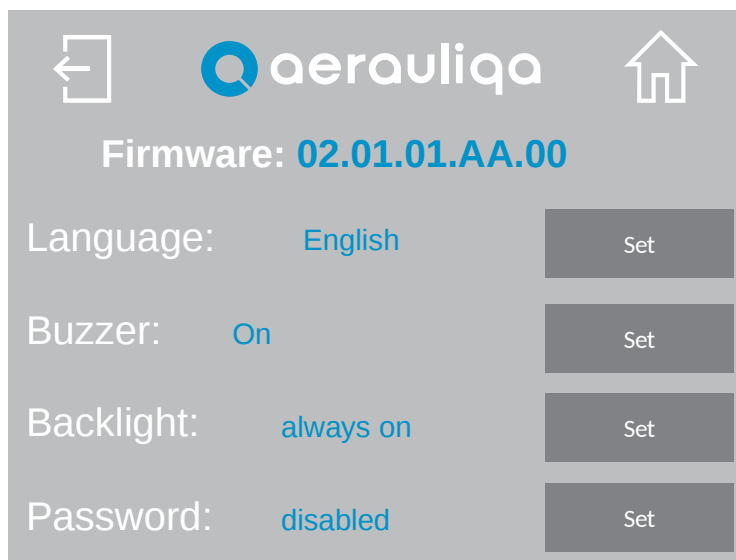 aerauliqa
Firmware: 02.01.01.AA.00
Language: English Set
Buzzer: On Set
Backlight: always on Set
Password: disabled Set